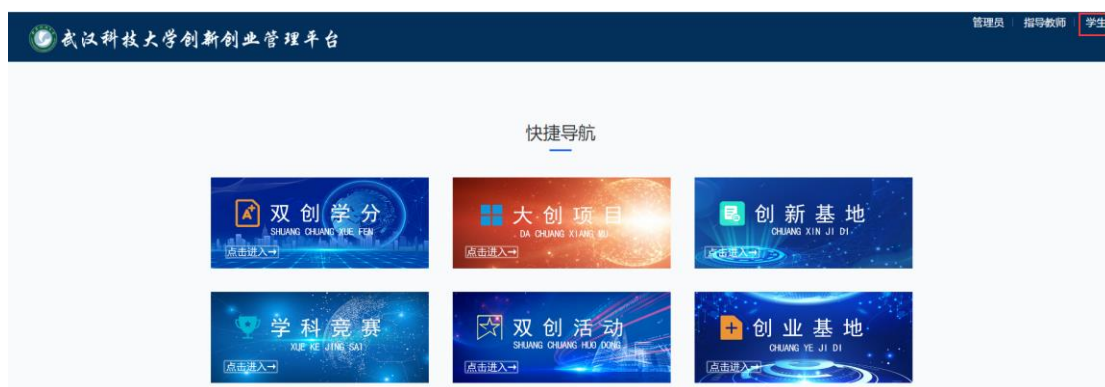 管理员 | 指导教师 | 学生
武汉科技大学创新创业管理平台
快捷导航
双创学分
SHUANG CHUANG XUE FEN
点击进入→
大创项目
DA CHUANG XIANG MU
点击进入→
创新基地
CHUANG XIN JI DI
点击进入→
学科竞赛
XUE KE JING SAI
点击进入→
双创活动
SHUANG CHUANG HUO DONG
点击进入→
创业基地
CHUANG YE JI DI
点击进入→